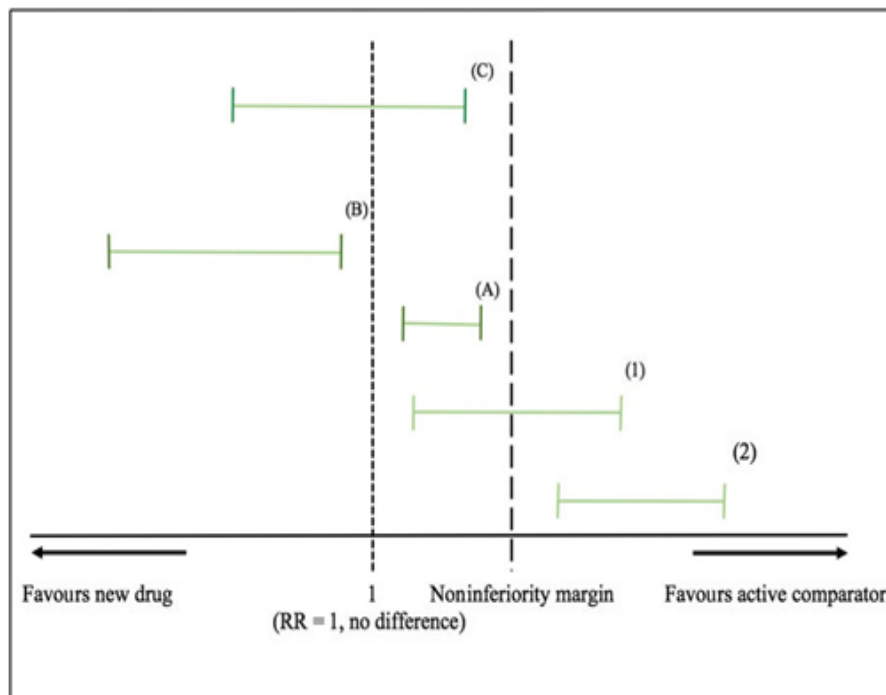 (C)
(B)
(A)
(1)
(2)
Favours new drug 1 Noninferiority margin Favours active comparator
(RR = 1, no difference)